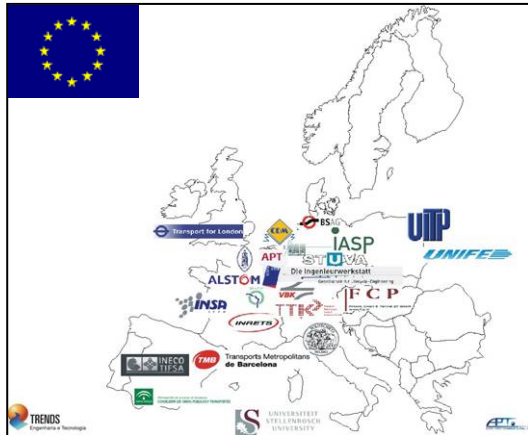 BSAG
Transport for London
CDM
UITP
IASP
APT
STUVA
UNIFE
Die Ingenieurwerkstatt
ALSTOM
VBK
FCP
INSA
TTK
INRETS
INECO
TIFSA
TMB
Transports Metropolitans
de Barcelona
TRENDS
Engenharia e Tecnologia
UNIVERSITEIT
STELLENBOSCH
UNIVERSITY